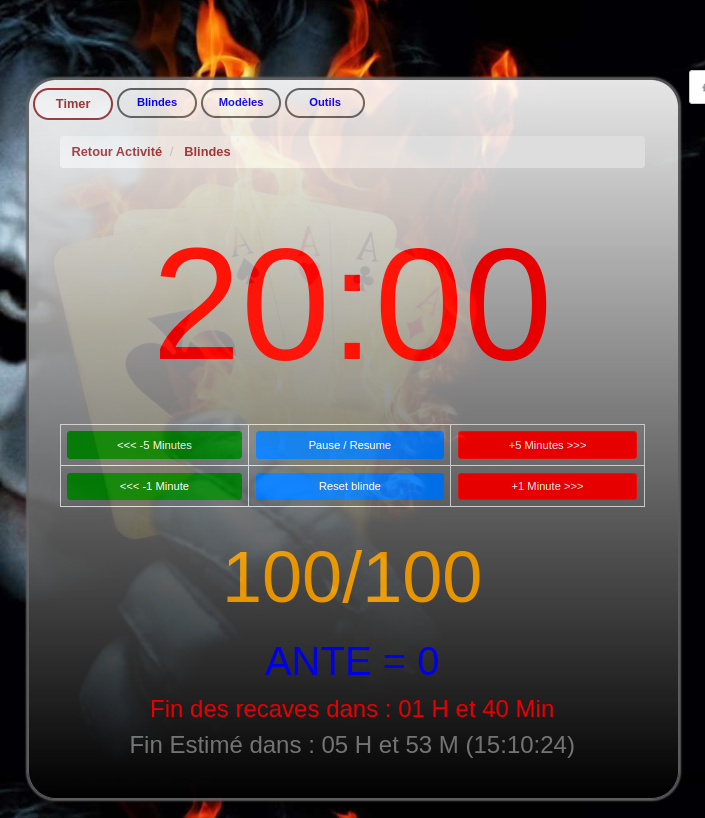 Timer Blindes Modèles Outils
Retour Activité / Blindes
20:00
<<< -5 Minutes Pause / Resume +5 Minutes >>>
<<< -1 Minute Reset blinde +1 Minute >>>
100/100
ANTE = 0
Fin des recaves dans : 01 H et 40 Min
Fin Estimé dans : 05 H et 53 M (15:10:24)